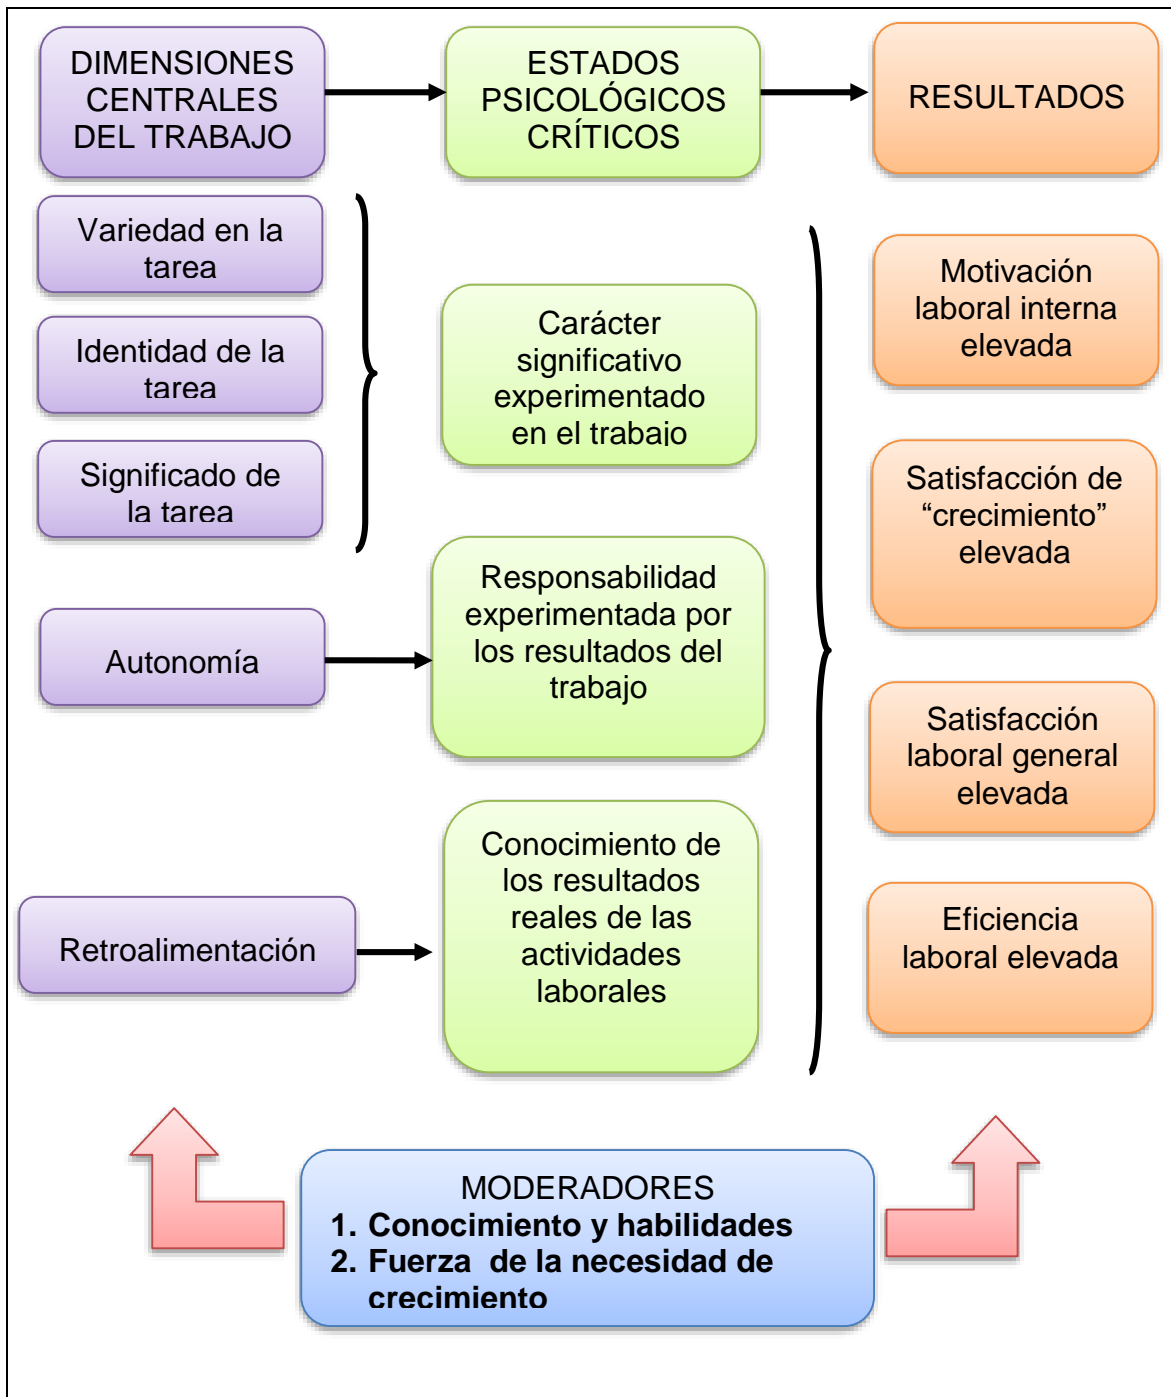 DIMENSIONES
CENTRALES
DEL TRABAJO
ESTADOS
PSICOLÓGICOS
CRÍTICOS
RESULTADOS
Variedad en la
tarea
Identidad de la
tarea
Significado de
la tarea
Autonomía
Retroalimentación
Carácter
significativo
experimentado
en el trabajo
Responsabilidad
experimentada por
los resultados del
trabajo
Conocimiento de
los resultados
reales de las
actividades
laborales
Motivación
laboral interna
elevada
Satisfacción de
“crecimiento”
elevada
Satisfacción
laboral general
elevada
Eficiencia
laboral elevada
MODERADORES
1. Conocimiento y habilidades
2. Fuerza  de la necesidad de
crecimiento